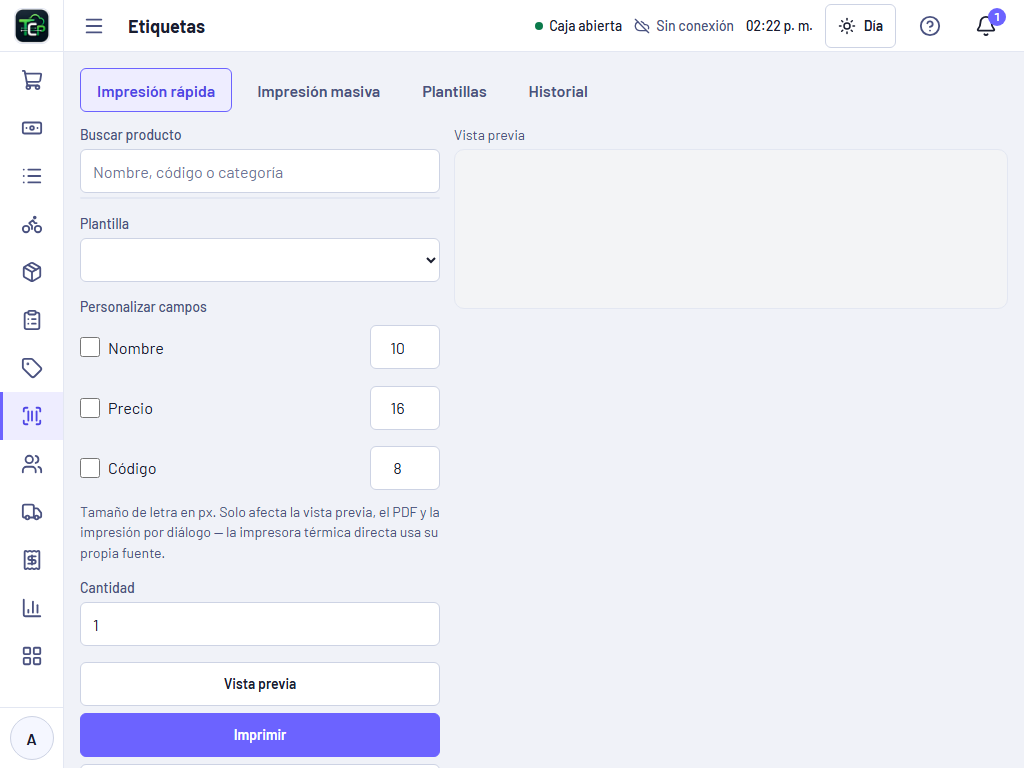 TCP
Etiquetas
Caja abierta
Sin conexión
02:22 p. m.
Día
1
Impresión rápida
Impresión masiva
Plantillas
Historial
Buscar producto
Nombre, código o categoría
Plantilla
Personalizar campos
Nombre
10
Precio
16
Código
8
Tamaño de letra en px. Solo afecta la vista previa, el PDF y la
impresión por diálogo — la impresora térmica directa usa su
propia fuente.
Cantidad
1
Vista previa
Imprimir
Vista previa
A